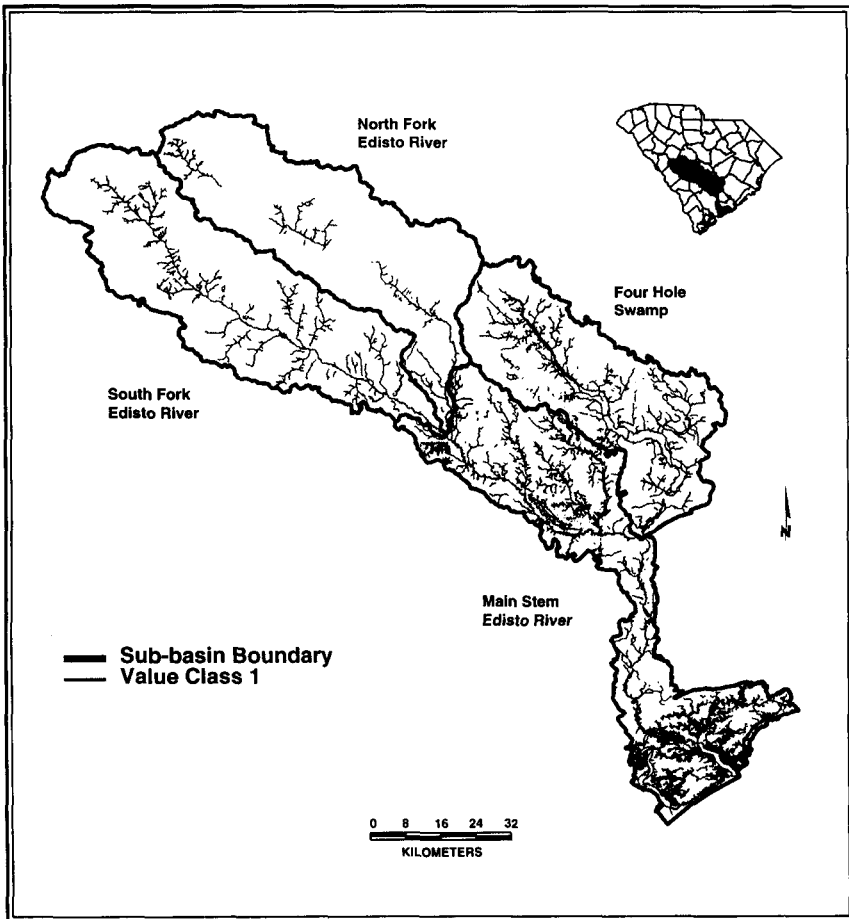 North Fork
Edisto River
Four Hole
Swamp
South Fork
Edisto River
N
Main Stem
Edisto River
Sub-basin Boundary
Value Class 1
0 8 16 24 32
KILOMETERS